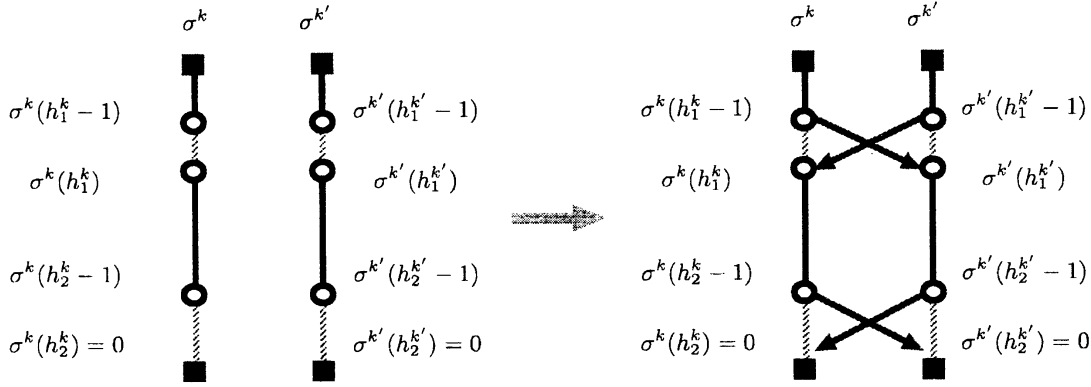 σ^k σ^{k'} σ^k σ^{k'}
σ^k(h_1^k − 1) σ^{k'}(h_1^{k'} − 1) σ^k(h_1^k − 1) σ^{k'}(h_1^{k'} − 1)
σ^k(h_1^k) σ^{k'}(h_1^{k'}) σ^k(h_1^k) σ^{k'}(h_1^{k'})
σ^k(h_2^k − 1) σ^{k'}(h_2^{k'} − 1) σ^k(h_2^k − 1) σ^{k'}(h_2^{k'} − 1)
σ^k(h_2^k) = 0 σ^{k'}(h_2^{k'}) = 0 σ^k(h_2^k) = 0 σ^{k'}(h_2^{k'}) = 0